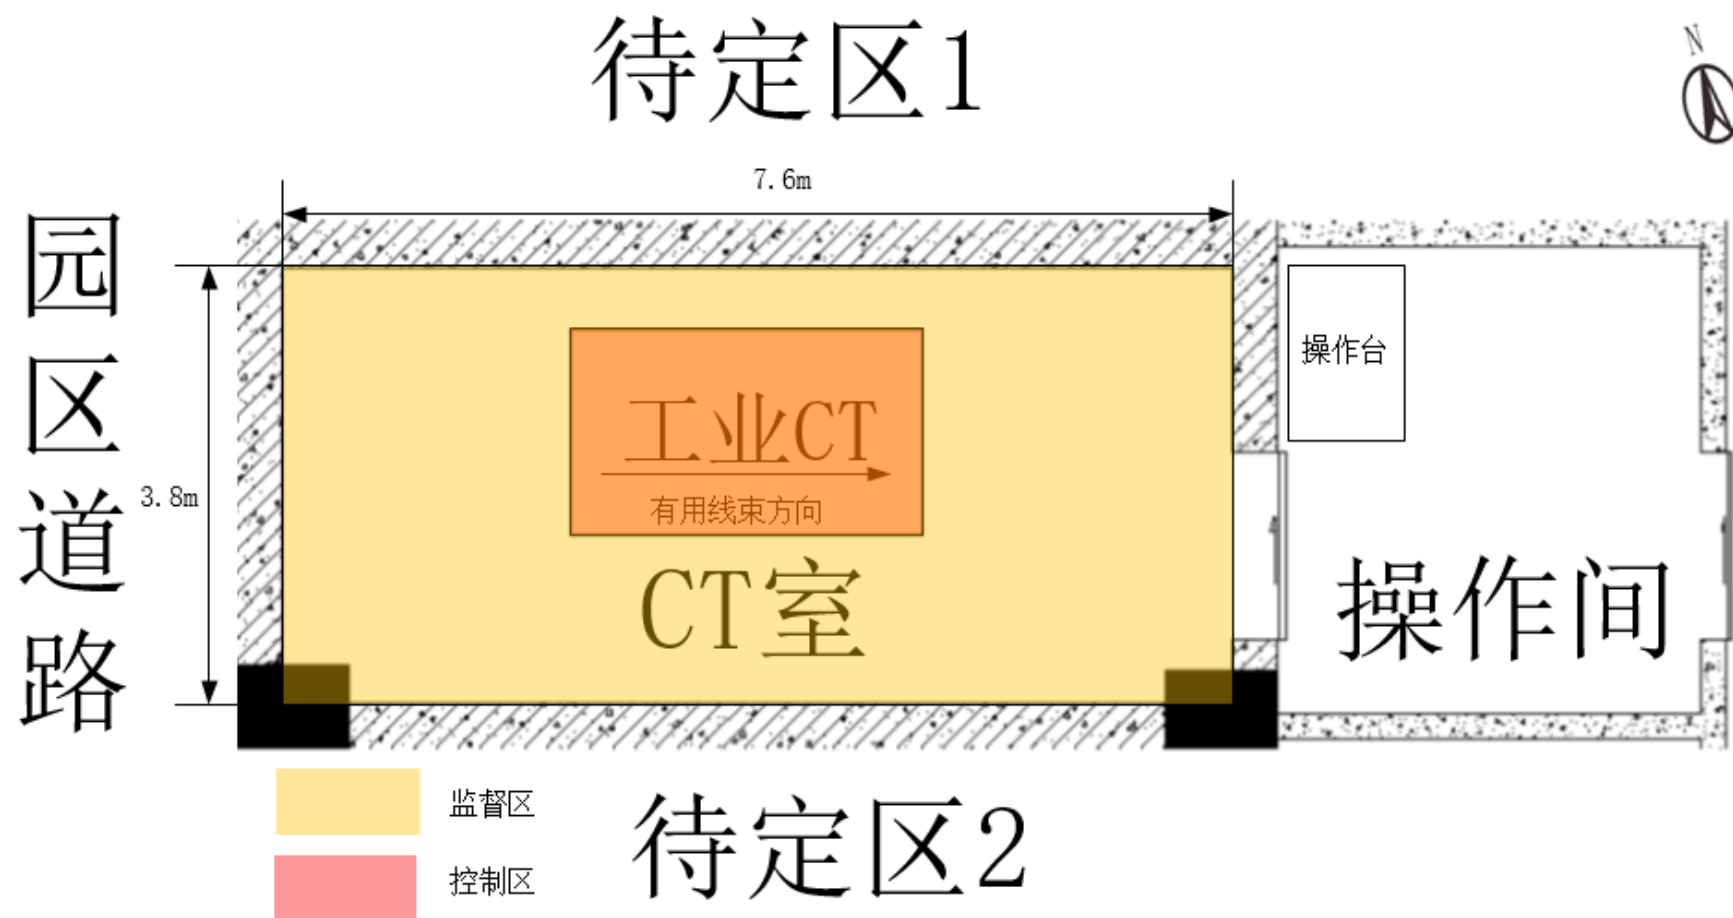 待定区1
N
7.6m
园区道路
3.8m
工业CT
有用线束方向
CT室
操作台
操作间
监督区
控制区
待定区2